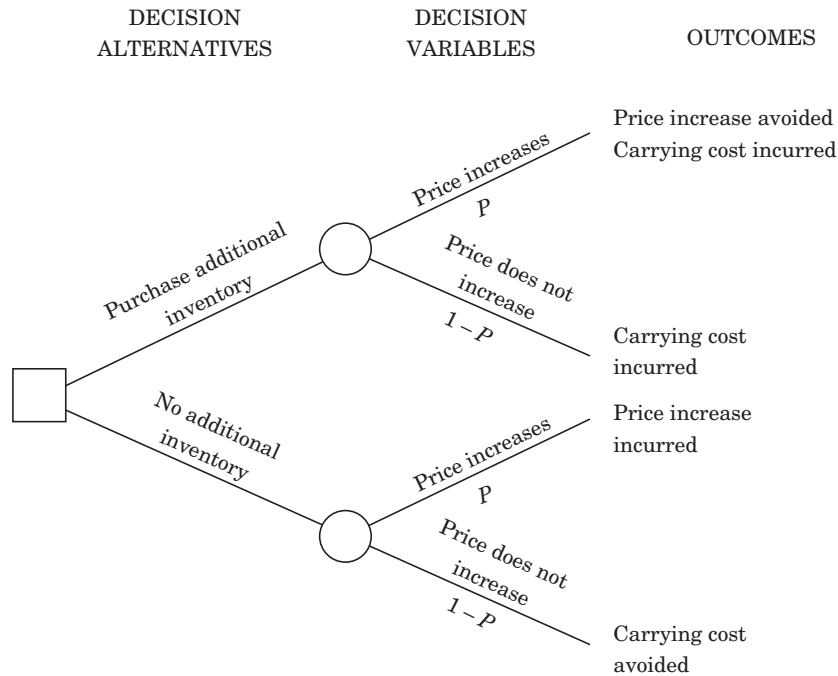 DECISION
ALTERNATIVES
DECISION
VARIABLES
OUTCOMES
Purchase additional
inventory
Price increases
P
Price increase avoided
Carrying cost incurred
Price does not
increase
1 – P
Carrying cost
incurred
No additional
inventory
Price increases
P
Price increase
incurred
Price does not
increase
1 – P
Carrying cost
avoided